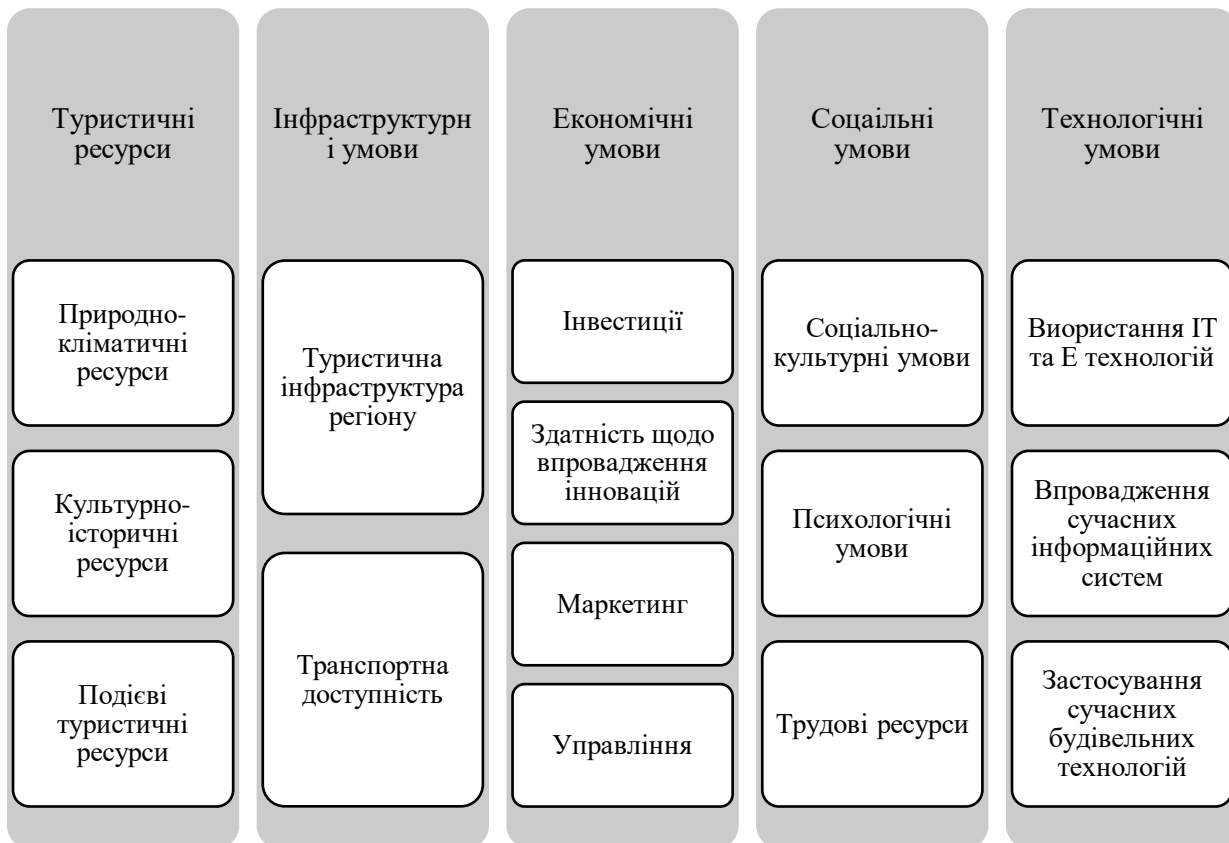 Туристичні
ресурси
Природно-
кліматичні
ресурси
Культурно-
історичні
ресурси
Подієві
туристичні
ресурси
Інфраструктурн
і умови
Туристична
інфраструктура
регіону
Транспортна
доступність
Економічні
умови
Інвестиції
Здатність щодо
впровадження
інновацій
Маркетинг
Управління
Соцаільні
умови
Соціально-
культурні умови
Психологічні
умови
Трудові ресурси
Технологічні
умови
Виористання ІТ
та Е технологій
Впровадження
сучасних
інформаційних
систем
Застосування
сучасних
будівельних
технологій